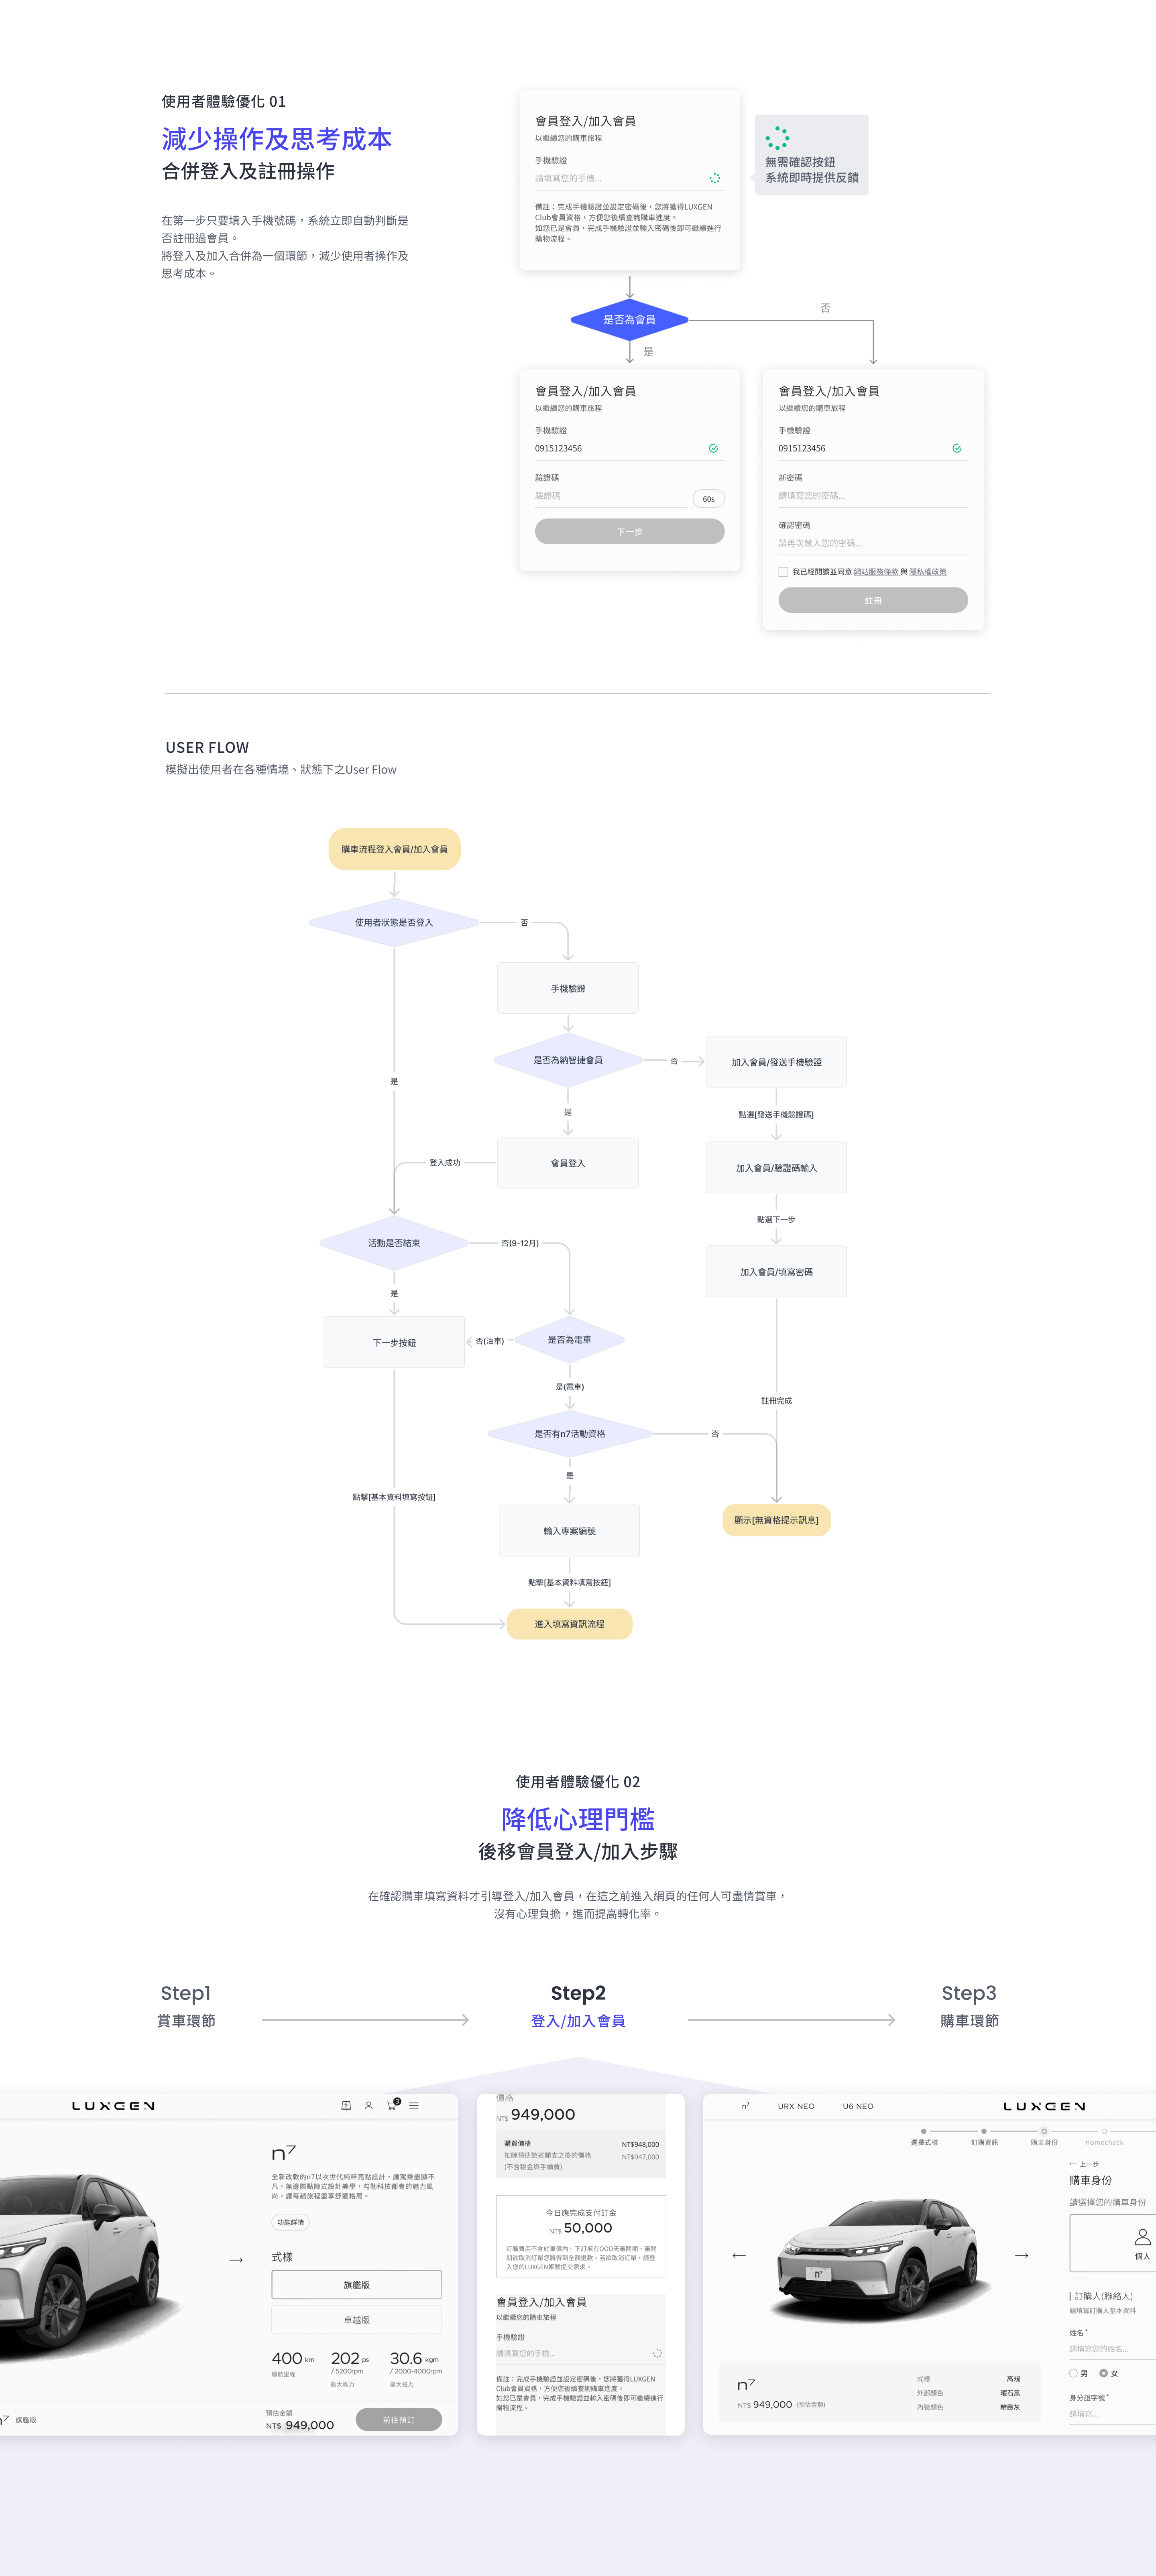 使用者體驗優化 01
減少操作及思考成本
合併登入及註冊操作
在第一步只要填入手機號碼，系統立即自動判斷是
否註冊過會員。
將登入及加入合併為一個環節，減少使用者操作及
思考成本。
會員登入/加入會員
以繼續您的購車旅程
手機驗證
請填寫您的手機...
備註：完成手機驗證並設定密碼後，您將獲得LUXGEN
Club會員資格，方便您後續查詢購車進度。
如您已是會員，完成手機驗證並輸入密碼後即可繼續進行
購物流程。
無需確認按鈕
系統即時提供反饋
是否為會員
否
是
會員登入/加入會員
以繼續您的購車旅程
手機驗證
0915123456
驗證碼
驗證碼
60s
下一步
會員登入/加入會員
以繼續您的購車旅程
手機驗證
0915123456
新密碼
請填寫您的密碼...
確認密碼
請再次輸入您的密碼...
我已經閱讀並同意 網站服務條款 與 隱私權政策
註冊
USER FLOW
模擬出使用者在各種情境、狀態下之User Flow
購車流程登入會員/加入會員
使用者狀態是否登入
否
手機驗證
是否為納智捷會員
否
加入會員/發送手機驗證
是
是
點選[發送手機驗證碼]
登入成功
會員登入
加入會員/驗證碼輸入
點選下一步
活動是否結束
否(9-12月)
加入會員/填寫密碼
是
下一步按鈕
否(油車)
是否為電車
是(電車)
註冊完成
是否有n7活動資格
否
是
點擊[基本資料填寫按鈕]
輸入專案編號
顯示[無資格提示訊息]
點擊[基本資料填寫按鈕]
進入填寫資訊流程
使用者體驗優化 02
降低心理門檻
後移會員登入/加入步驟
在確認購車填寫資料才引導登入/加入會員，在這之前進入網頁的任何人可盡情賞車，
沒有心理負擔，進而提高轉化率。
Step1
賞車環節
Step2
登入/加入會員
Step3
購車環節
LUXGEN
3
n7
全新改款的n7以次世代純粹亮點設計，讓駕乘盡顯不
凡。無邊際點陣式設計美學，勾勒科技都會的魅力風
尚，讓每趟旅程盡享舒適格局。
功能詳情
式樣
旗艦版
卓越版
400 km
續航里程
202 ps
/ 5200rpm
最大馬力
30.6 kgm
/ 2000-4000rpm
最大扭力
n7 旗艦版
預估金額
NT$ 949,000
前往預訂
價格
NT$ 949,000
購買價格
NT$948,000
扣除預估節省開支之後的價格
NT$947,000
(不含稅金與手續費)
今日應完成支付訂金
NT$ 50,000
訂購費用不含於車價內。下訂擁有OOO天審閱期，審閱
期欲取消訂單您將得到全額退款。若欲取消訂單，請登
入您的LUXGEN帳號提交需求。
會員登入/加入會員
以繼續您的購車旅程
手機驗證
請填寫您的手機...
備註：完成手機驗證並設定密碼後，您將獲得LUXGEN
Club會員資格，方便您後續查詢購車進度。
如您已是會員，完成手機驗證並輸入密碼後即可繼續進行
購物流程。
n7
URX NEO
U6 NEO
LUXGEN
選擇式樣
訂購資訊
購車身份
Homecheck
上一步
購車身份
請選擇您的購車身份
個人
訂購人(聯絡人)
請填寫訂購人基本資料
姓名*
請填寫您的姓名...
男
女
身分證字號*
請填寫...
n7
n7
NT$ 949,000 (預估金額)
式樣
高規
外部顏色
曜石黑
內裝顏色
精緻灰